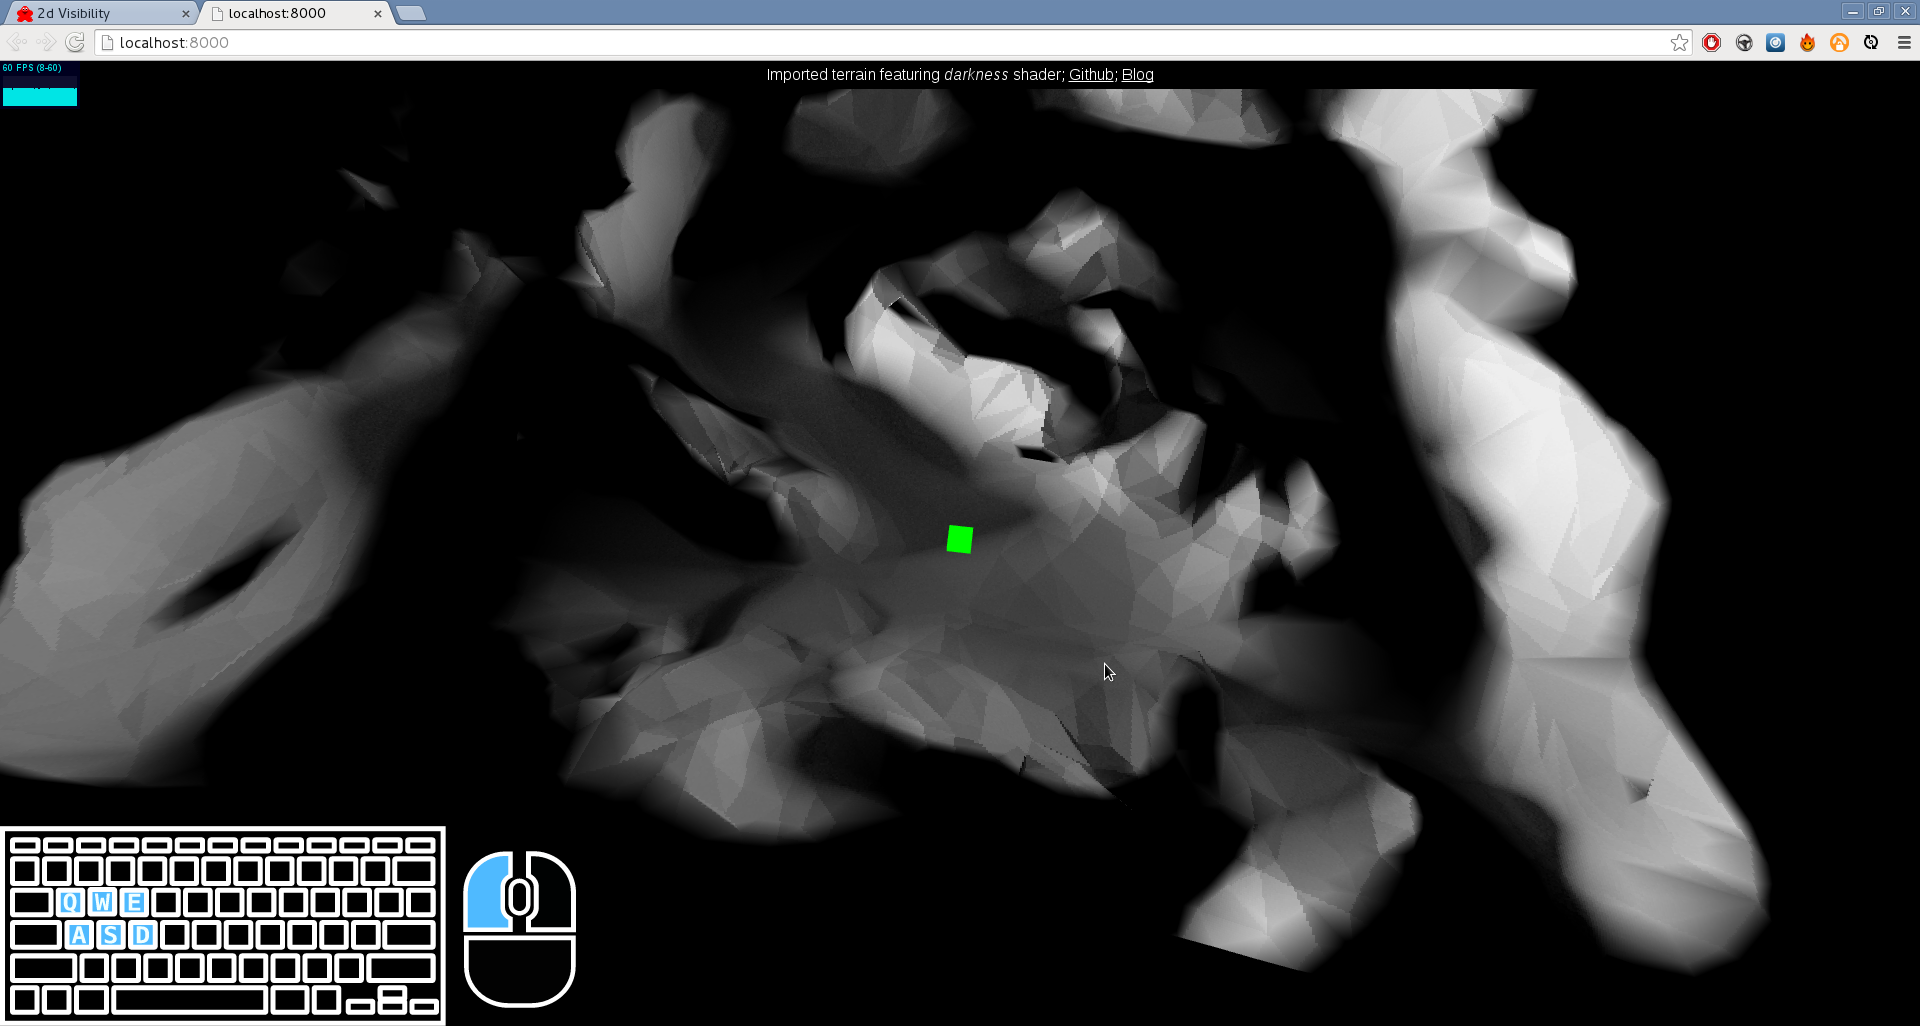 2d Visibility
localhost:8000
localhost:8000
60 FPS (8-60)
Imported terrain featuring darkness shader; Github; Blog
Q W E
A S D